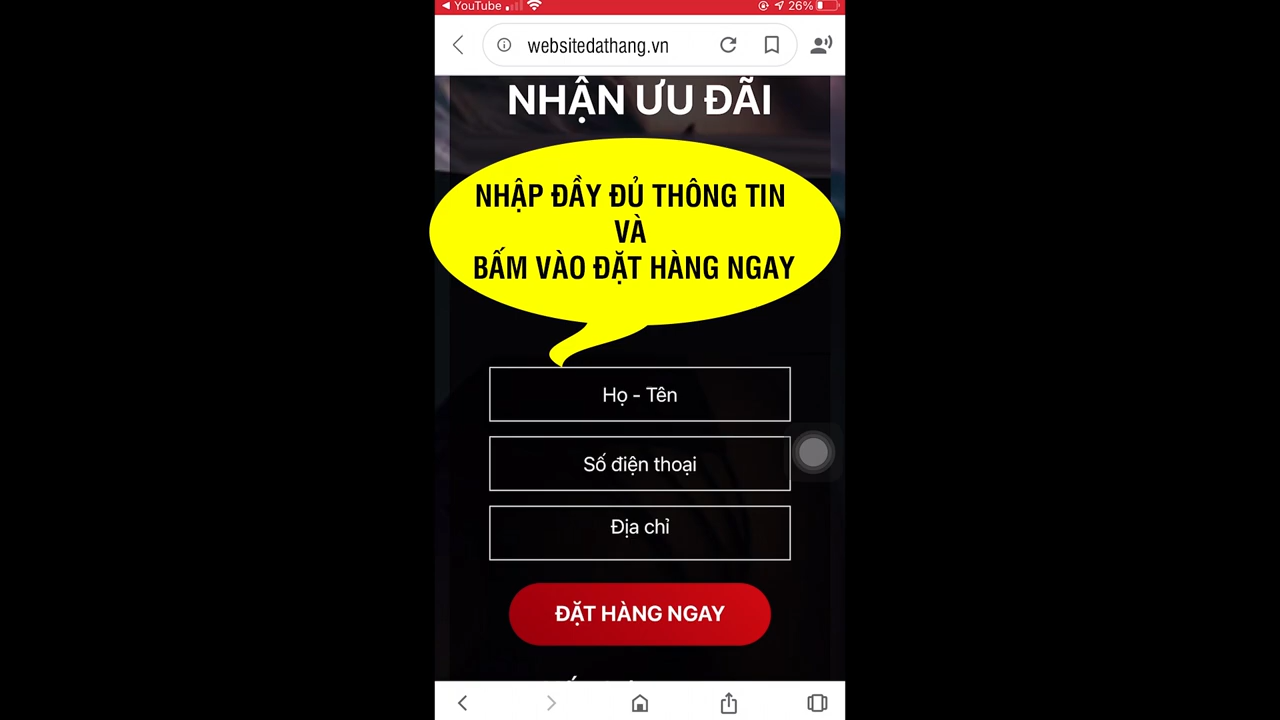 YouTube
26%
websitedathang.vn
NHẬN ƯU ĐÃI
NHẬP ĐẦY ĐỦ THÔNG TIN
VÀ
BẤM VÀO ĐẶT HÀNG NGAY
Họ - Tên
Số điện thoại
Địa chỉ
ĐẶT HÀNG NGAY